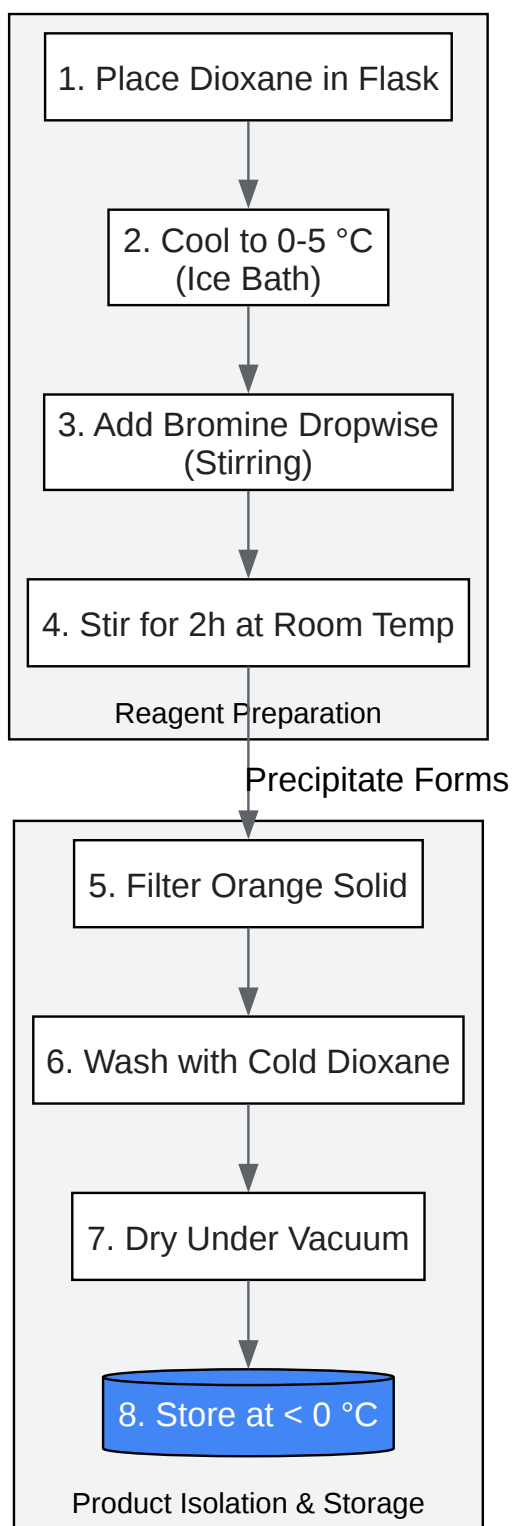 1. Place Dioxane in Flask
2. Cool to 0-5 °C
(Ice Bath)
3. Add Bromine Dropwise
(Stirring)
4. Stir for 2h at Room Temp
Reagent Preparation
Precipitate Forms
5. Filter Orange Solid
6. Wash with Cold Dioxane
7. Dry Under Vacuum
8. Store at < 0 °C
Product Isolation & Storage